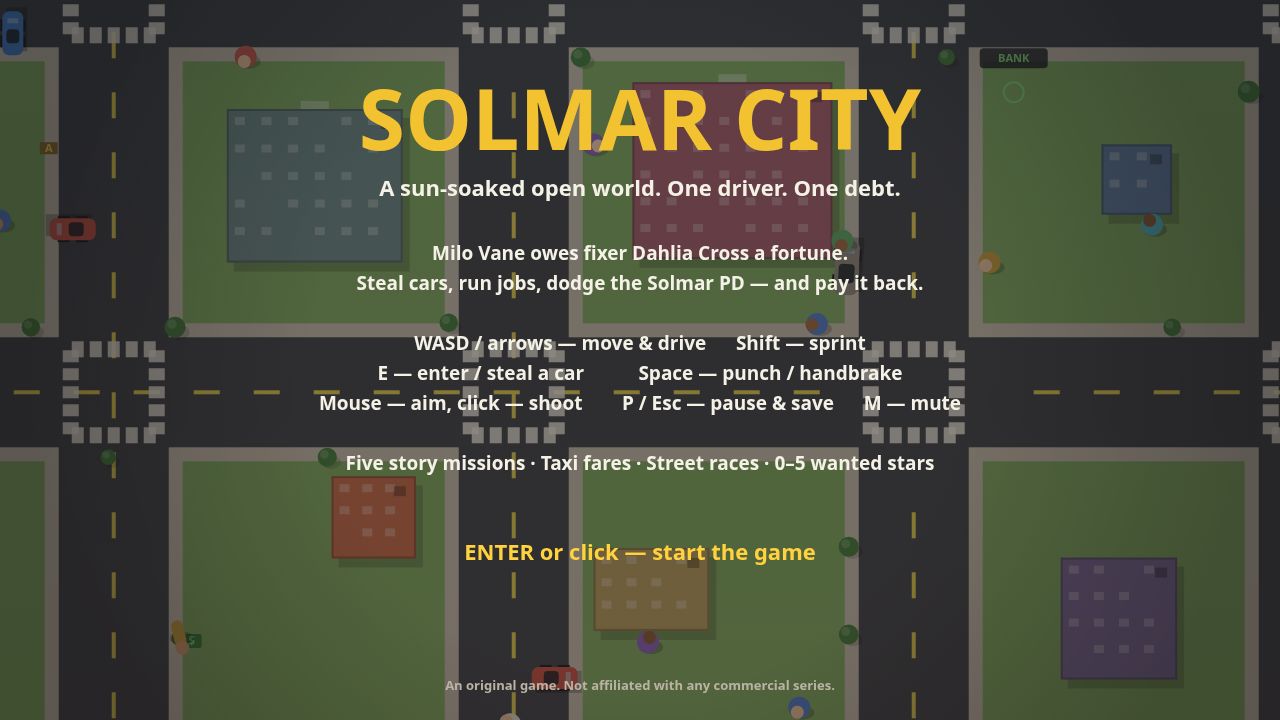 BANK
SOLMAR CITY
A
A sun-soaked open world. One driver. One debt.
Milo Vane owes fixer Dahlia Cross a fortune.
Steal cars, run jobs, dodge the Solmar PD — and pay it back.
WASD / arrows — move & drive Shift — sprint
E — enter / steal a car Space — punch / handbrake
Mouse — aim, click — shoot P / Esc — pause & save M — mute
Five story missions · Taxi fares · Street races · 0–5 wanted stars
ENTER or click — start the game
An original game. Not affiliated with any commercial series.